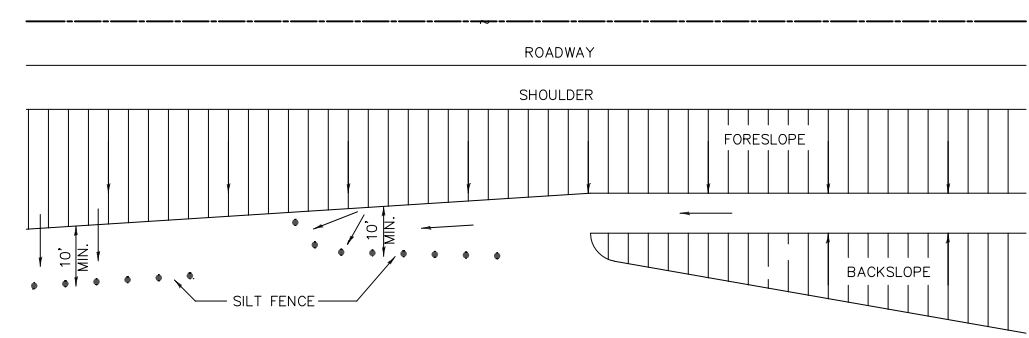 ROADWAY
SHOULDER
FORESLOPE
10'
MIN.
10'
MIN.
BACKSLOPE
SILT FENCE